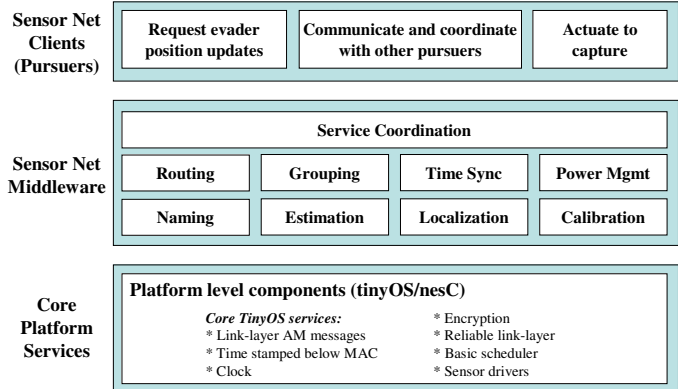 Sensor Net
Clients
(Pursuers)
Request evader
position updates
Communicate and coordinate
with other pursuers
Actuate to
capture
Sensor Net
Middleware
Service Coordination
Routing
Grouping
Time Sync
Power Mgmt
Naming
Estimation
Localization
Calibration
Core
Platform
Services
Platform level components (tinyOS/nesC)
Core TinyOS services:
* Link-layer AM messages
* Time stamped below MAC
* Clock
* Encryption
* Reliable link-layer
* Basic scheduler
* Sensor drivers